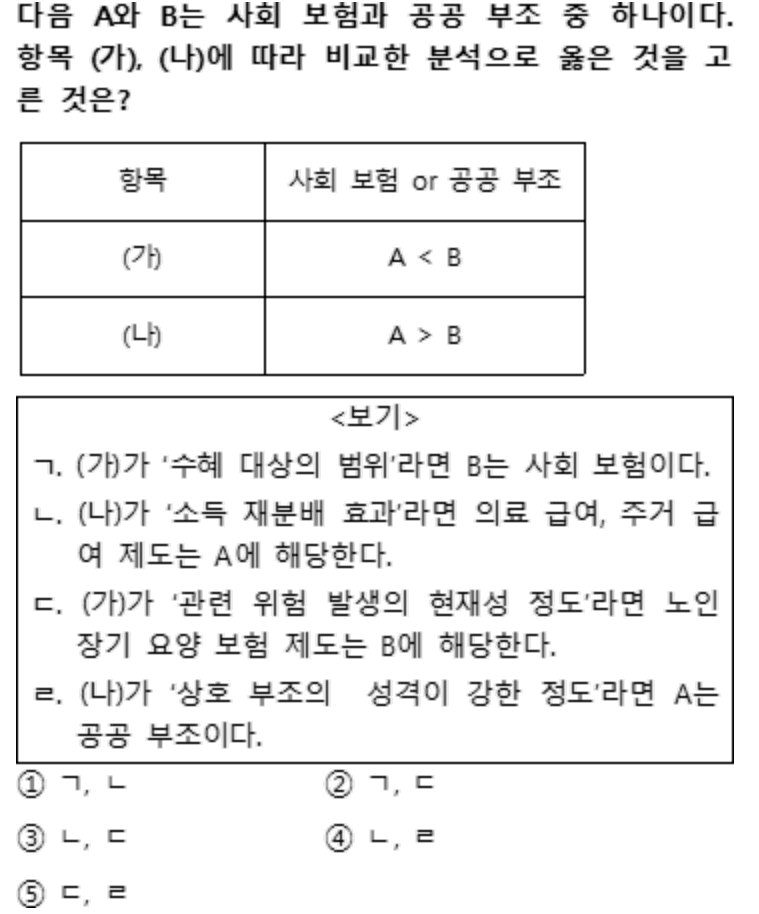 다음 A와 B는 사회 보험과 공공 부조 중 하나이다.
항목 (가), (나)에 따라 비교한 분석으로 옳은 것을 고
른 것은?
항목 사회 보험 or 공공 부조
(가) A < B
(나) A > B
<보기>
ㄱ. (가)가 '수혜 대상의 범위'라면 B는 사회 보험이다.
ㄴ. (나)가 '소득 재분배 효과'라면 의료 급여, 주거 급
여 제도는 A에 해당한다.
ㄷ. (가)가 '관련 위험 발생의 현재성 정도'라면 노인
장기 요양 보험 제도는 B에 해당한다.
ㄹ. (나)가 '상호 부조의 성격이 강한 정도'라면 A는
공공 부조이다.
① ㄱ, ㄴ ② ㄱ, ㄷ
③ ㄴ, ㄷ ④ ㄴ, ㄹ
⑤ ㄷ, ㄹ